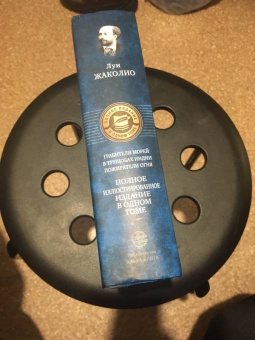 Луи
ЖАКОЛИО
ГРАБИТЕЛИ МОРЕЙ
В ТРУЩОБАХ ИНДИИ
ПОЖИРАТЕЛИ ОГНЯ
ПОЛНОЕ
ИЛЛЮСТРИРОВАННОЕ
ИЗДАНИЕ
В ОДНОМ
ТОМЕ